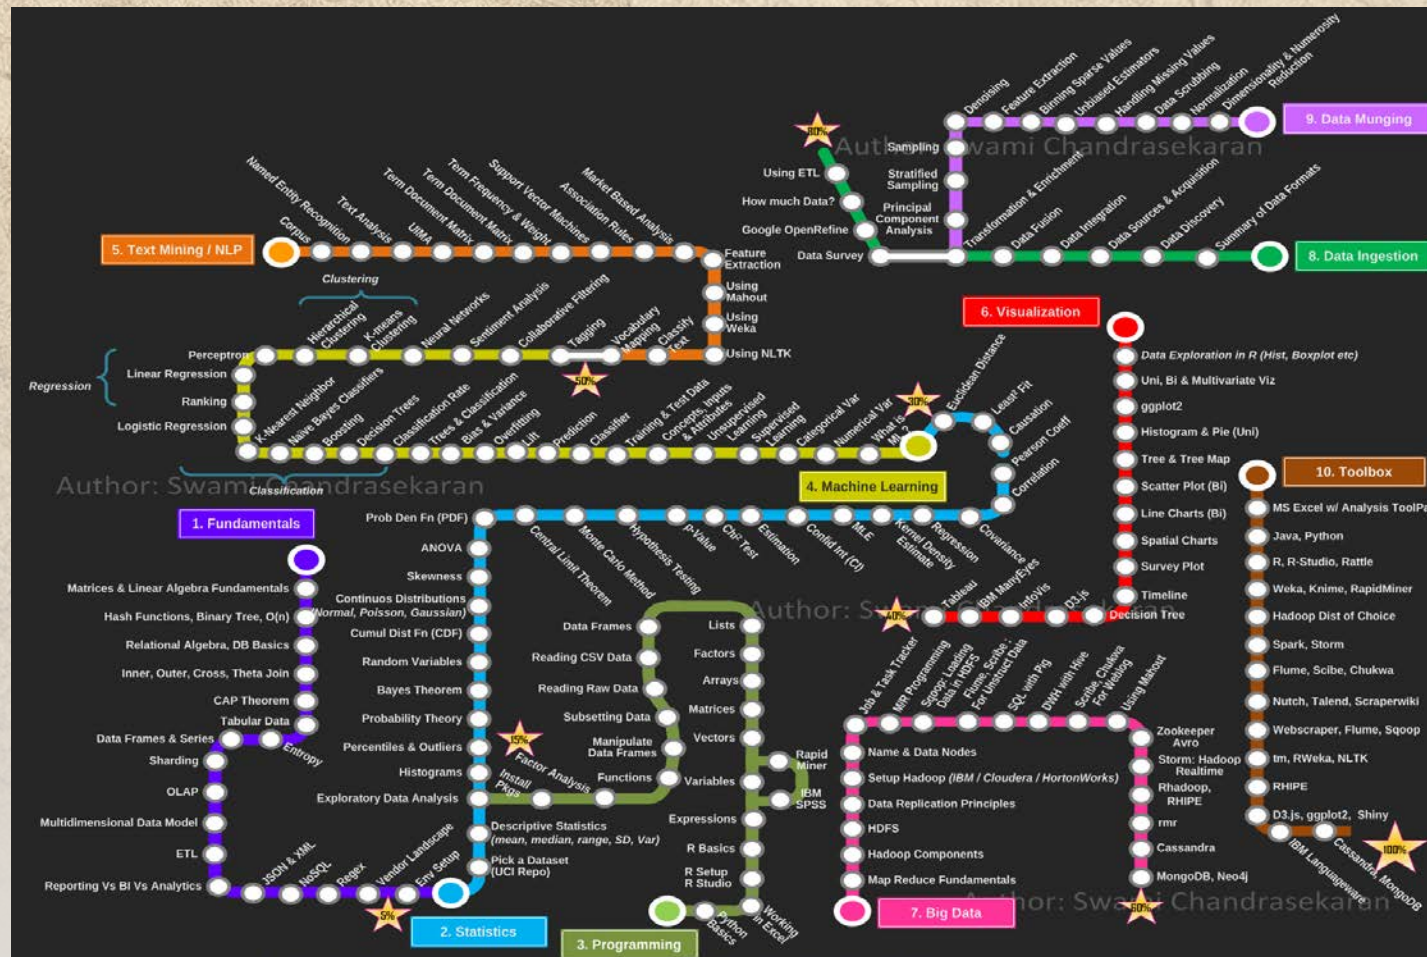 80%
Author: Swami Chandrasekaran
Denoising
Feature Extraction
Binning Sparse Values
Unbiased Estimators
Handling Missing Values
Data Scrubbing
Normalization
Dimensionality & Numerosity
Reduction
9. Data Munging
Sampling
Stratified
Sampling
Principal
Component
Analysis
Using ETL
How much Data?
Google OpenRefine
Data Survey
Transformation & Enrichment
Data Fusion
Data Integration
Data Sources & Acquisition
Data Discovery
Summary of Data Formats
8. Data Ingestion
5. Text Mining / NLP
Corpus
Named Entity Recognition
Text Analysis
UIMA
Term Document Matrix
Term Document Matrix
Term Frequency & Weight
Support Vector Machines
Association Rules
Market Based Analysis
Feature
Extraction
Using
Mahout
Using
Weka
Using NLTK
Classify
Text
Vocabulary
Mapping
Tagging
50%
Collaborative Filtering
Sentiment Analysis
Neural Networks
Clustering
K-means
Clustering
Hierarchical
Clustering
Perceptron
Regression
Linear Regression
Ranking
Logistic Regression
K-Nearest Neighbor
Naive Bayes Classifiers
Boosting
Decision Trees
Classification Rate
Trees & Classification
Bias & Variance
Overfitting
Lift
Prediction
Classifier
Training & Test Data
Concepts, Inputs
& Attributes
Unsupervised
Learning
Supervised
Learning
Categorical Var
Numerical Var
What is
ML?
30%
Classification
Author: Swami Chandrasekaran
4. Machine Learning
Euclidean Distance
Least Fit
Causation
Pearson Coeff
Correlation
Covariance
Regression
Kernel Density
Estimate
MLE
Confid Int (CI)
Estimation
Chi² Test
p-Value
Hypothesis Testing
Monte Carlo Method
Central Limit Theorem
Prob Den Fn (PDF)
ANOVA
Skewness
Continuos Distributions
(Normal, Poisson, Gaussian)
Cumul Dist Fn (CDF)
Random Variables
Bayes Theorem
Probability Theory
Percentiles & Outliers
Histograms
Exploratory Data Analysis
Descriptive Statistics
(mean, median, range, SD, Var)
Pick a Dataset
(UCI Repo)
2. Statistics
1. Fundamentals
Matrices & Linear Algebra Fundamentals
Hash Functions, Binary Tree, O(n)
Relational Algebra, DB Basics
Inner, Outer, Cross, Theta Join
CAP Theorem
Tabular Data
Entropy
Data Frames & Series
Sharding
OLAP
Multidimensional Data Model
ETL
Reporting Vs BI Vs Analytics
JSON & XML
NoSQL
Regex
Vendor Landscape
Env Setup
5%
15%
Install
Pkgs
Factor Analysis
Functions
Manipulate
Data Frames
Subsetting Data
Reading Raw Data
Reading CSV Data
Data Frames
Lists
Factors
Arrays
Matrices
Vectors
Variables
Rapid
Miner
IBM
SPSS
Expressions
R Basics
R Setup
R Studio
Working
in Excel
Python
Basics
3. Programming
Author: Swami Chandrasekaran
6. Visualization
Data Exploration in R (Hist, Boxplot etc)
Uni, Bi & Multivariate Viz
ggplot2
Histogram & Pie (Uni)
Tree & Tree Map
Scatter Plot (Bi)
Line Charts (Bi)
Spatial Charts
Survey Plot
Timeline
Decision Tree
D3.js
InfoVis
IBM ManyEyes
Tableau
40%
7. Big Data
Map Reduce Fundamentals
Hadoop Components
HDFS
Data Replication Principles
Setup Hadoop (IBM / Cloudera / HortonWorks)
Name & Data Nodes
Job & Task Tracker
M/R Programming
Sqoop: Loading
Data in HDFS
Flume, Scribe :
For Unstruct Data
SQL with Pig
DWH with Hive
Scribe, Chukwa
For Weblog
Using Mahout
Zookeeper
Avro
Storm: Hadoop
Realtime
Rhadoop,
RHIPE
rmr
Cassandra
MongoDB, Neo4j
60%
Author: Swami Chandrasekaran
10. Toolbox
MS Excel w/ Analysis ToolPa
Java, Python
R, R-Studio, Rattle
Weka, Knime, RapidMiner
Hadoop Dist of Choice
Spark, Storm
Flume, Scibe, Chukwa
Nutch, Talend, Scraperwiki
Webscraper, Flume, Sqoop
tm, RWeka, NLTK
RHIPE
D3.js, ggplot2, Shiny
IBM Languageware
Cassandra, MongoDB
100%